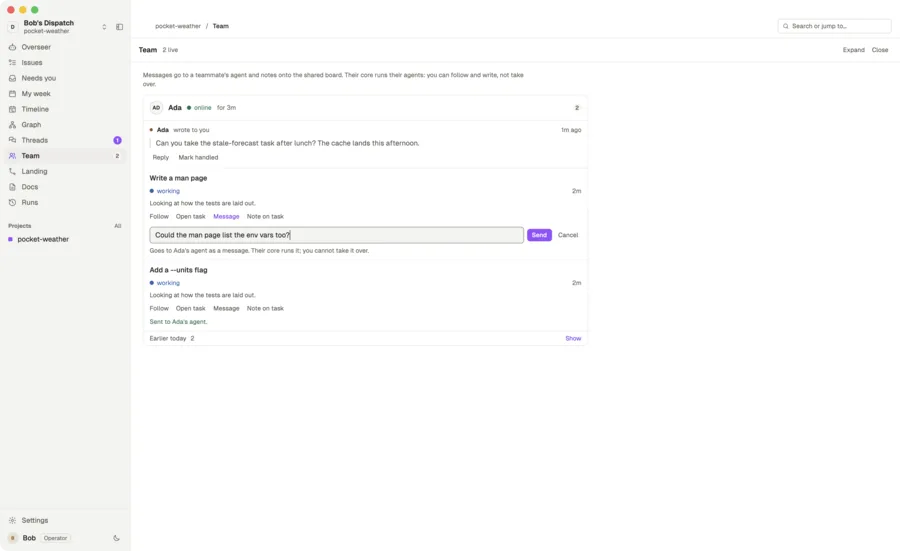 D
Bob's Dispatch
pocket-weather
Overseer
Issues
Needs you
My week
Timeline
Graph
Threads
1
Team
2
Landing
Docs
Runs
Projects
All
pocket-weather
Settings
B
Bob
Operator
pocket-weather / Team
Search or jump to...
Team
2 live
Expand
Close
Messages go to a teammate's agent and notes onto the shared board. Their core runs their agents: you can follow and write, not take
over.
AD
Ada
online
for 3m
2
Ada wrote to you
1m ago
Can you take the stale-forecast task after lunch? The cache lands this afternoon.
Reply
Mark handled
Write a man page
working
2m
Looking at how the tests are laid out.
Follow
Open task
Message
Note on task
Could the man page list the env vars too?
Send
Cancel
Goes to Ada's agent as a message. Their core runs it; you cannot take it over.
Add a --units flag
working
2m
Looking at how the tests are laid out.
Follow
Open task
Message
Note on task
Sent to Ada's agent.
Earlier today 2
Show